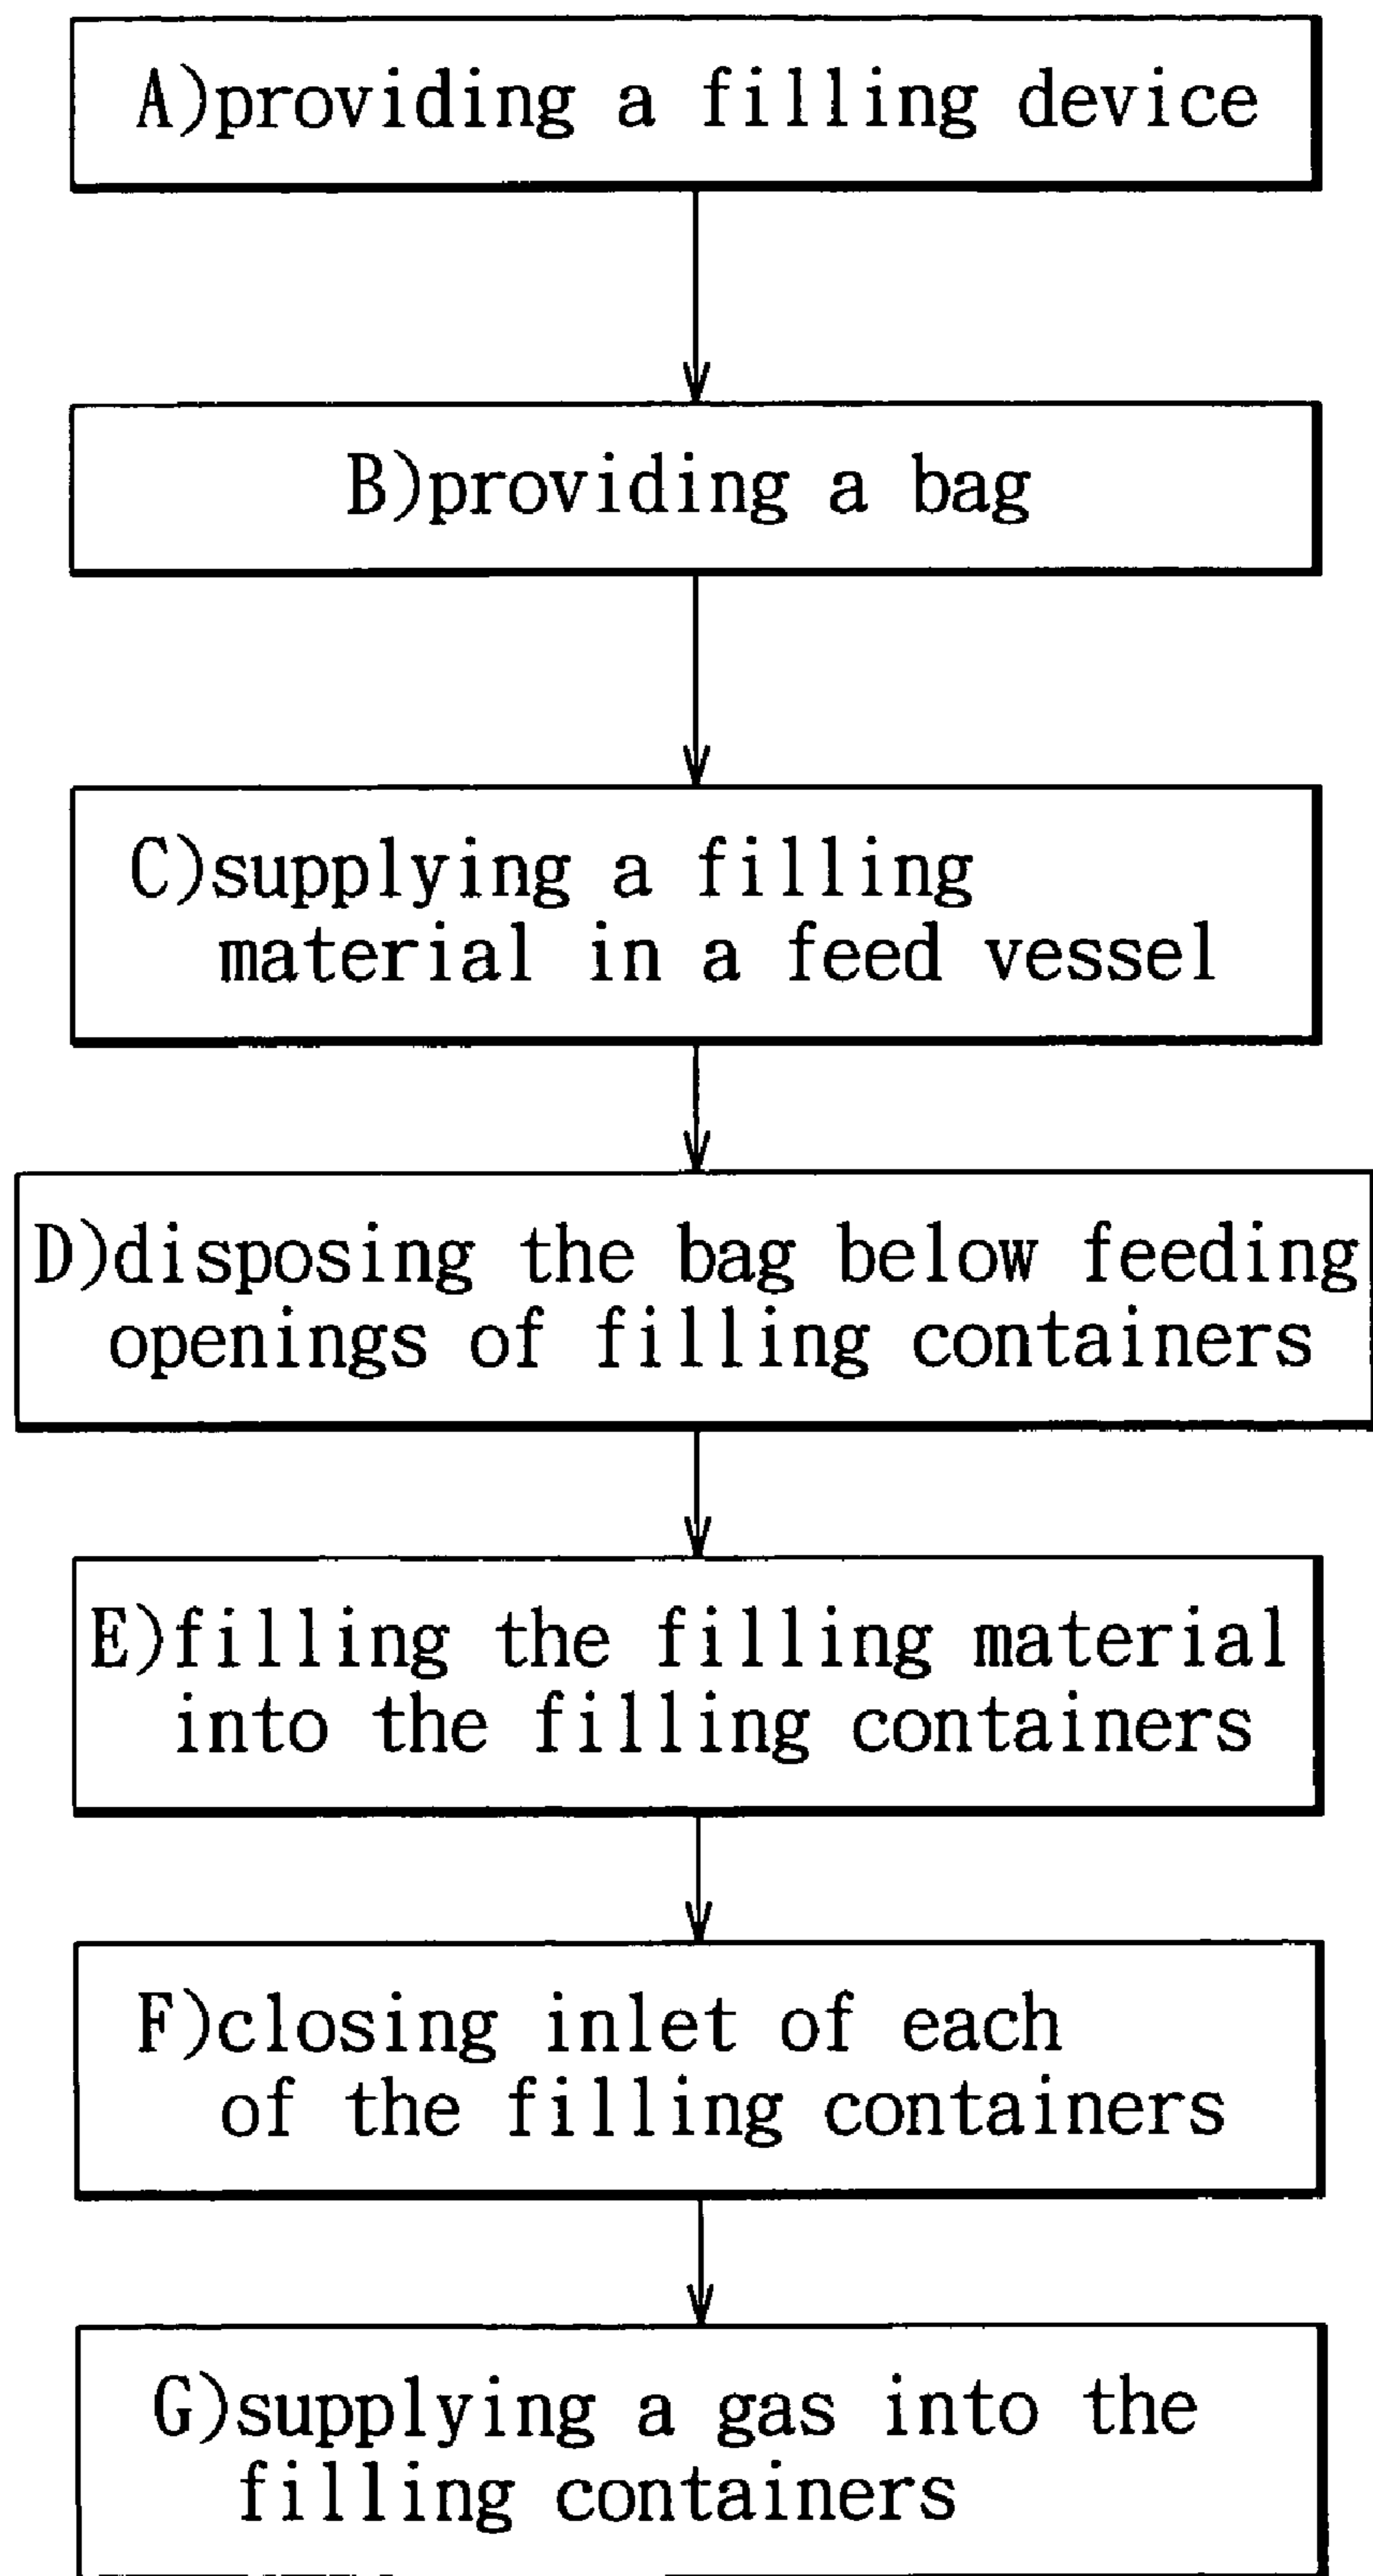 A)providing a filling device
B)providing a bag
C)supplying a filling
material in a feed vessel
D)disposing the bag below feeding
openings of filling containers
E)filling the filling material
into the filling containers
F)closing inlet of each
of the filling containers
G)supplying a gas into the
filling containers